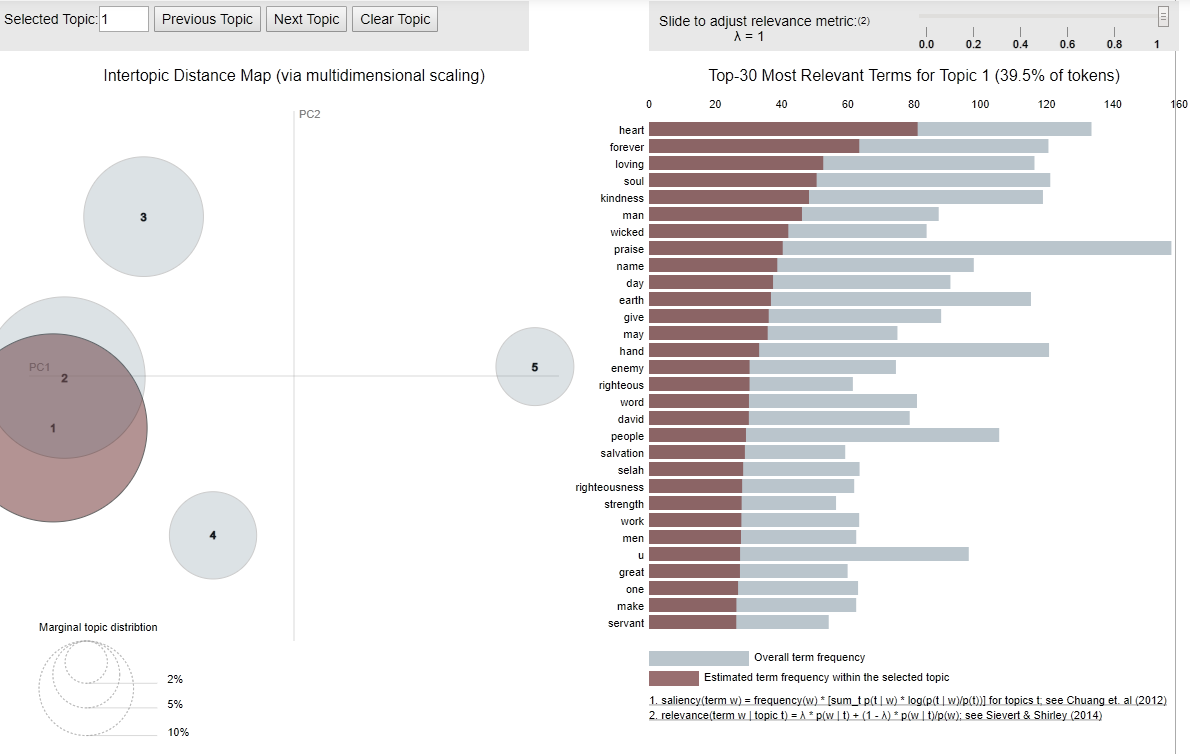 Selected Topic: 1 Previous Topic Next Topic Clear Topic
Slide to adjust relevance metric:(2)
λ = 1
0.0 0.2 0.4 0.6 0.8 1
Intertopic Distance Map (via multidimensional scaling)
PC2
3
PC1
2
1
5
4
Marginal topic distribtion
2%
5%
10%
Top-30 Most Relevant Terms for Topic 1 (39.5% of tokens)
0 20 40 60 80 100 120 140 160
heart
forever
loving
soul
kindness
man
wicked
praise
name
day
earth
give
may
hand
enemy
righteous
word
david
people
salvation
selah
righteousness
strength
work
men
u
great
one
make
servant
Overall term frequency
Estimated term frequency within the selected topic
1. saliency(term w) = frequency(w) * [sum_t p(t | w) * log(p(t | w)/p(t))] for topics t; see Chuang et. al (2012)
2. relevance(term w | topic t) = λ * p(w | t) + (1 - λ) * p(w | t)/p(w); see Sievert & Shirley (2014)